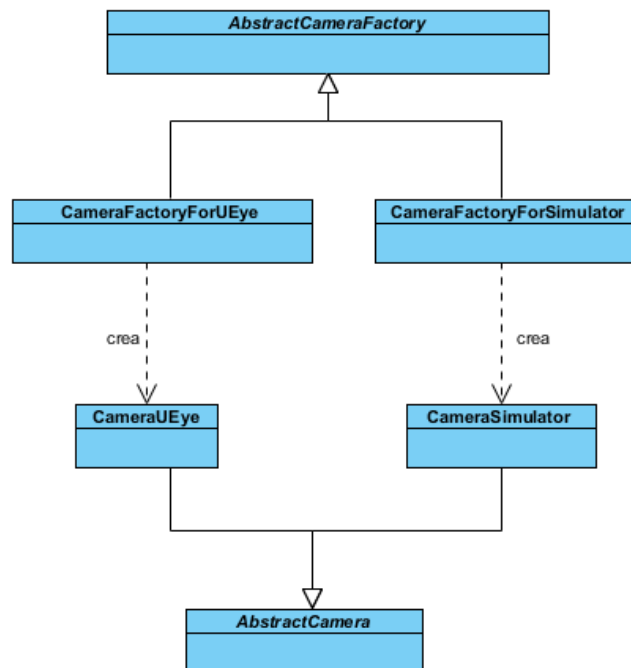 AbstractCameraFactory
CameraFactoryForUEye
CameraFactoryForSimulator
crea
crea
CameraUEye
CameraSimulator
AbstractCamera